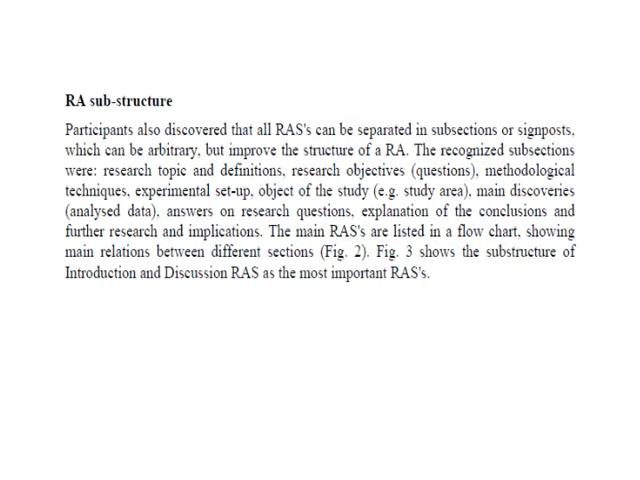 RA sub-structure
Participants also discovered that all RAS's can be separated in subsections or signposts,
which can be arbitrary, but improve the structure of a RA. The recognized subsections
were: research topic and definitions, research objectives (questions), methodological
techniques, experimental set-up, object of the study (e.g. study area), main discoveries
(analysed data), answers on research questions, explanation of the conclusions and
further research and implications. The main RAS's are listed in a flow chart, showing
main relations between different sections (Fig. 2). Fig. 3 shows the substructure of
Introduction and Discussion RAS as the most important RAS's.